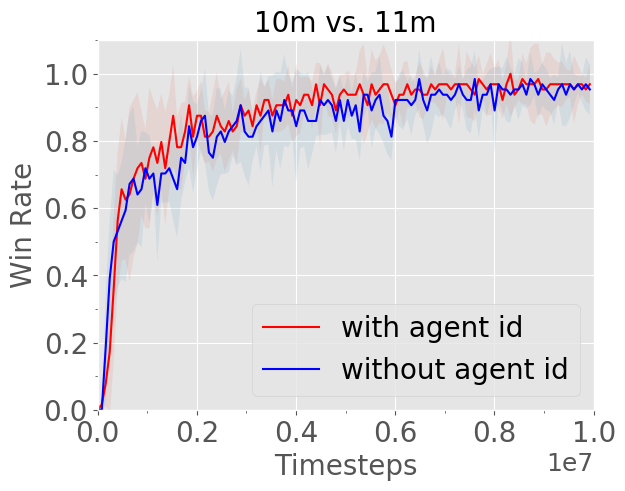 10m vs. 11m
Win Rate
1.0
0.8
0.6
0.4
0.2
0.0
with agent id
without agent id
0.0 0.2 0.4 0.6 0.8 1.0
Timesteps
1e7